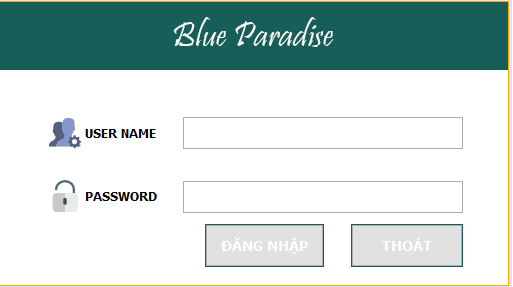 Blue Paradise
USER NAME
PASSWORD
ĐĂNG NHẬP THOÁT